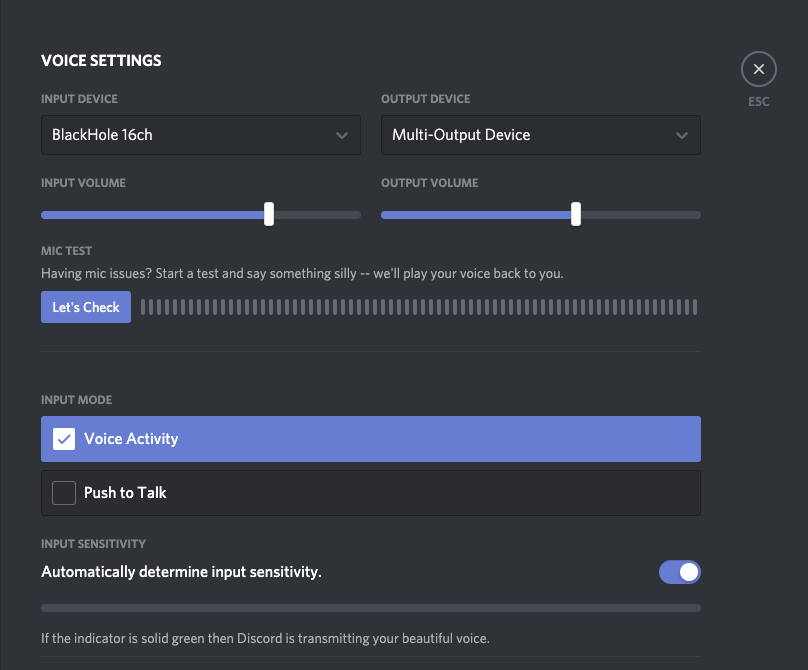 VOICE SETTINGS
ESC
INPUT DEVICE
OUTPUT DEVICE
BlackHole 16ch
Multi-Output Device
INPUT VOLUME
OUTPUT VOLUME
MIC TEST
Having mic issues? Start a test and say something silly -- we'll play your voice back to you.
Let's Check
INPUT MODE
Voice Activity
Push to Talk
INPUT SENSITIVITY
Automatically determine input sensitivity.
If the indicator is solid green then Discord is transmitting your beautiful voice.